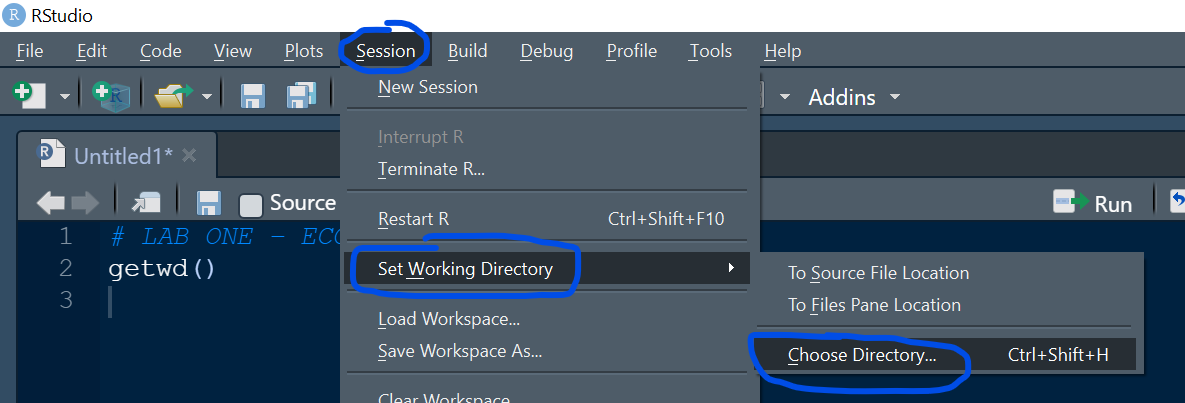 RStudio
File Edit Code View Plots Session Build Debug Profile Tools Help
New Session
Addins
Interrupt R
Untitled1*
Terminate R...
Source
Restart R Ctrl+Shift+F10
Run
1 # LAB ONE - ECO
2 getwd()
3
Set Working Directory
To Source File Location
To Files Pane Location
Load Workspace...
Save Workspace As...
Choose Directory... Ctrl+Shift+H
Clear Workspace